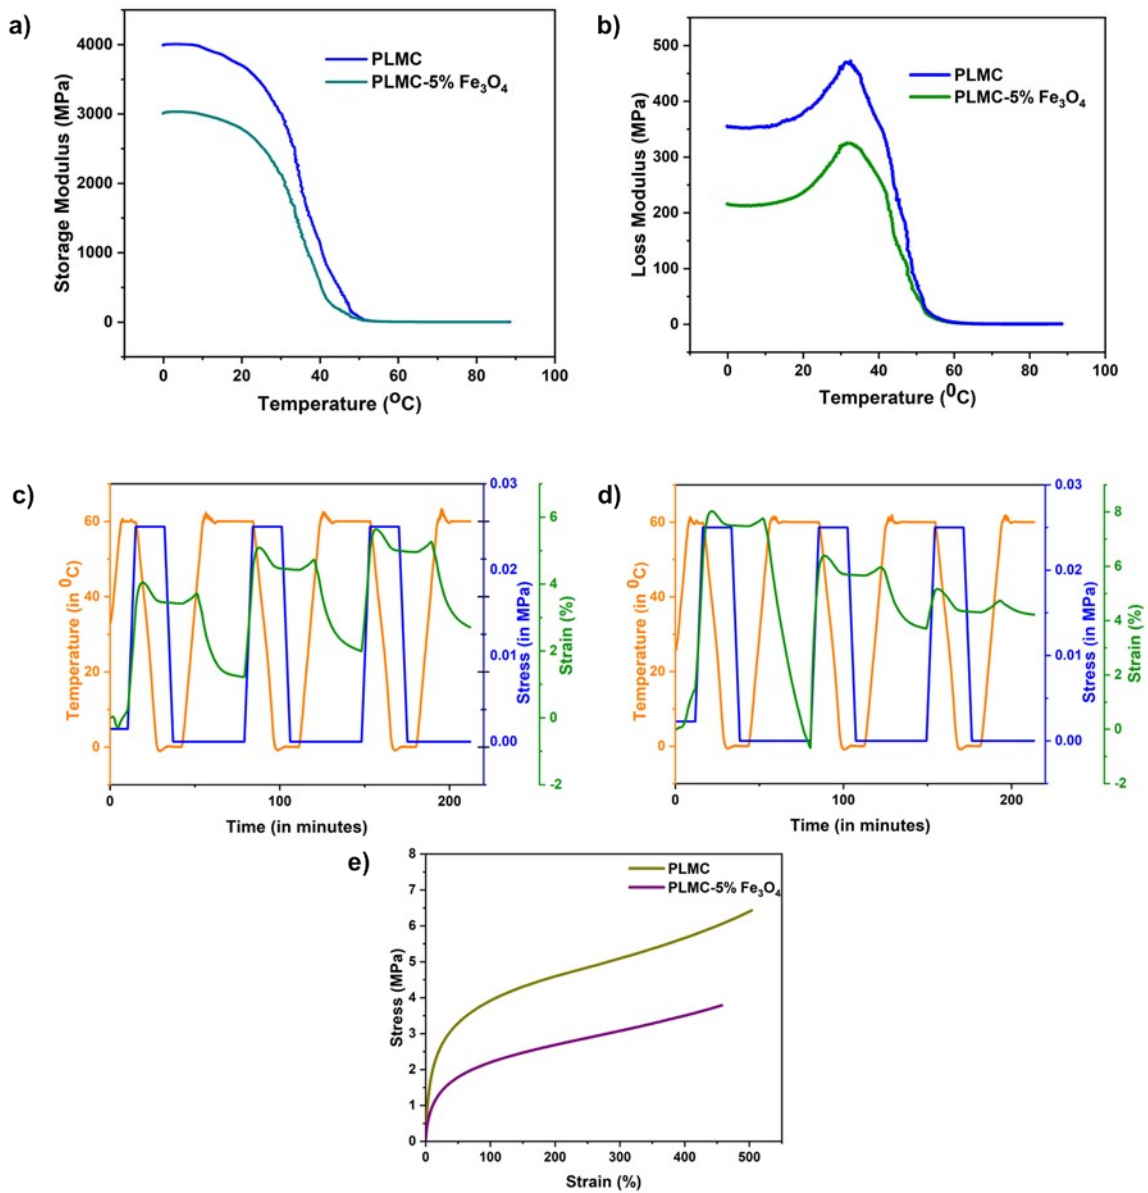 a)
Storage Modulus (MPa)
4000
3000
2000
1000
0
PLMC
PLMC-5% Fe₃O₄
0 20 40 60 80 100
Temperature (⁰C)
b)
Loss Modulus (MPa)
500
400
300
200
100
0
PLMC
PLMC-5% Fe₃O₄
0 20 40 60 80 100
Temperature (⁰C)
c)
Temperature (in ⁰C)
60
40
20
0
0.03
0.02
0.01
0.00
Stress (in MPa)
6
4
2
0
-2
Strain (%)
0 100 200
Time (in minutes)
d)
Temperature (in ⁰C)
60
40
20
0
0.03
0.02
0.01
0.00
Stress (in MPa)
8
6
4
2
0
-2
Strain (%)
0 100 200
Time (in minutes)
e)
Stress (MPa)
8
7
6
5
4
3
2
1
0
PLMC
PLMC-5% Fe₃O₄
0 100 200 300 400 500
Strain (%)